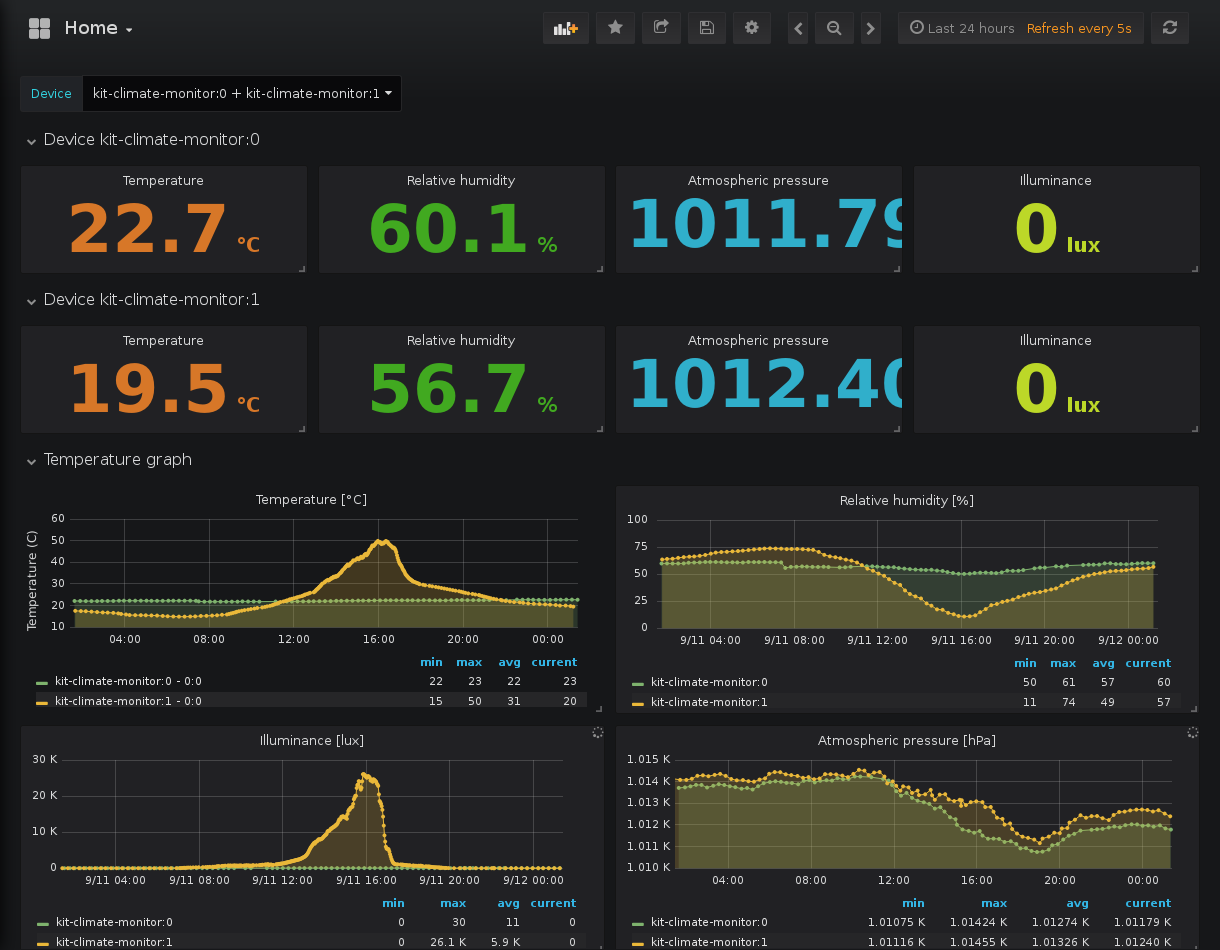 Home
Last 24 hours Refresh every 5s
Device kit-climate-monitor:0 + kit-climate-monitor:1
Device kit-climate-monitor:0
Temperature Relative humidity Atmospheric pressure Illuminance
22.7 °C 60.1 % 1011.79 0 lux
Device kit-climate-monitor:1
Temperature Relative humidity Atmospheric pressure Illuminance
19.5 °C 56.7 % 1012.40 0 lux
Temperature graph
Temperature [°C]
Temperature (C)
60
50
40
30
20
10
04:00 08:00 12:00 16:00 20:00 00:00
min max avg current
kit-climate-monitor:0 - 0:0 22 23 22 23
kit-climate-monitor:1 - 0:0 15 50 31 20
Relative humidity [%]
100
75
50
25
0
9/11 04:00 9/11 08:00 9/11 12:00 9/11 16:00 9/11 20:00 9/12 00:00
min max avg current
kit-climate-monitor:0 50 61 57 60
kit-climate-monitor:1 11 74 49 57
Illuminance [lux]
30 K
20 K
10 K
0
9/11 04:00 9/11 08:00 9/11 12:00 9/11 16:00 9/11 20:00 9/12 00:00
min max avg current
kit-climate-monitor:0 0 30 11 0
kit-climate-monitor:1 0 26.1 K 5.9 K 0
Atmospheric pressure [hPa]
1.015 K
1.014 K
1.013 K
1.012 K
1.011 K
1.010 K
04:00 08:00 12:00 16:00 20:00 00:00
min max avg current
kit-climate-monitor:0 1.01075 K 1.01424 K 1.01274 K 1.01179 K
kit-climate-monitor:1 1.01116 K 1.01455 K 1.01326 K 1.01240 K